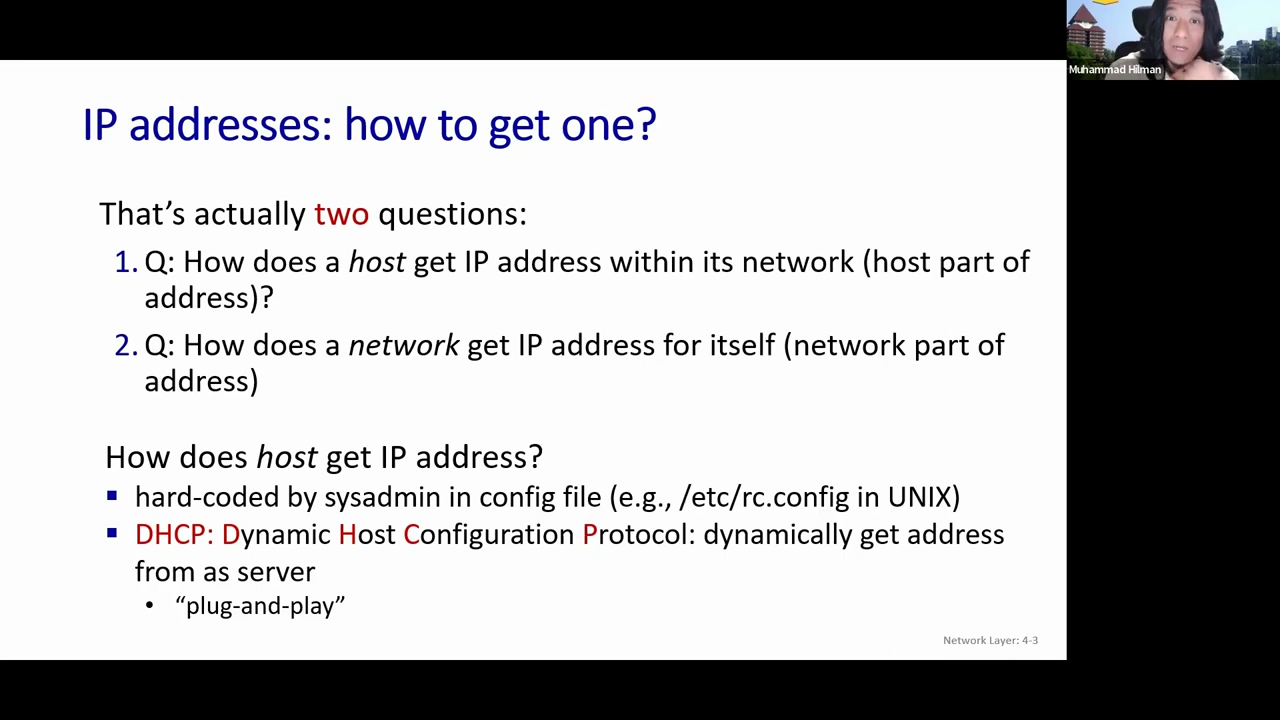 Muhammad Hilman
IP addresses: how to get one?
That's actually two questions:
1. Q: How does a host get IP address within its network (host part of
address)?
2. Q: How does a network get IP address for itself (network part of
address)
How does host get IP address?
▪ hard-coded by sysadmin in config file (e.g., /etc/rc.config in UNIX)
▪ DHCP: Dynamic Host Configuration Protocol: dynamically get address
from as server
• “plug-and-play”
Network Layer: 4-3